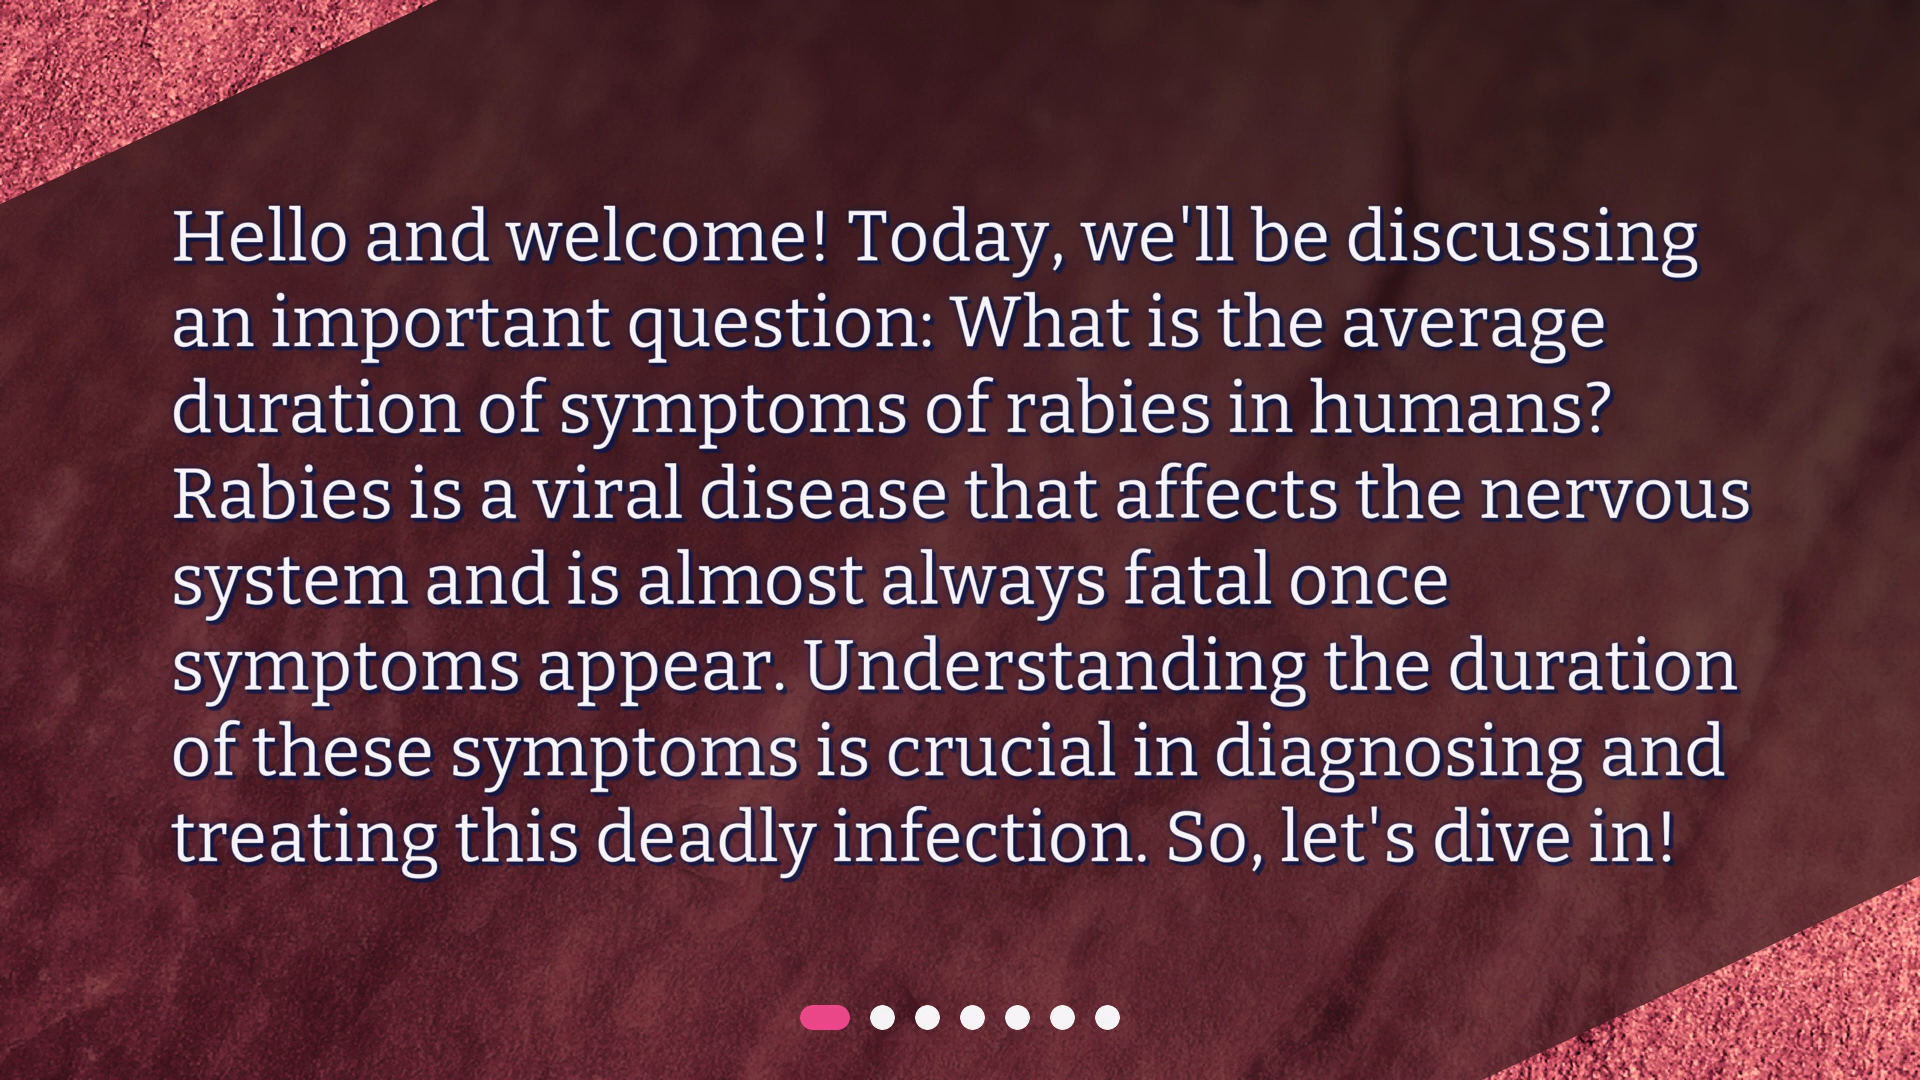 Hello and welcome! Today, we'll be discussing
an important question: What is the average
duration of symptoms of rabies in humans?
Rabies is a viral disease that affects the nervous
system and is almost always fatal once
symptoms appear. Understanding the duration
of these symptoms is crucial in diagnosing and
treating this deadly infection. So, let's dive in!